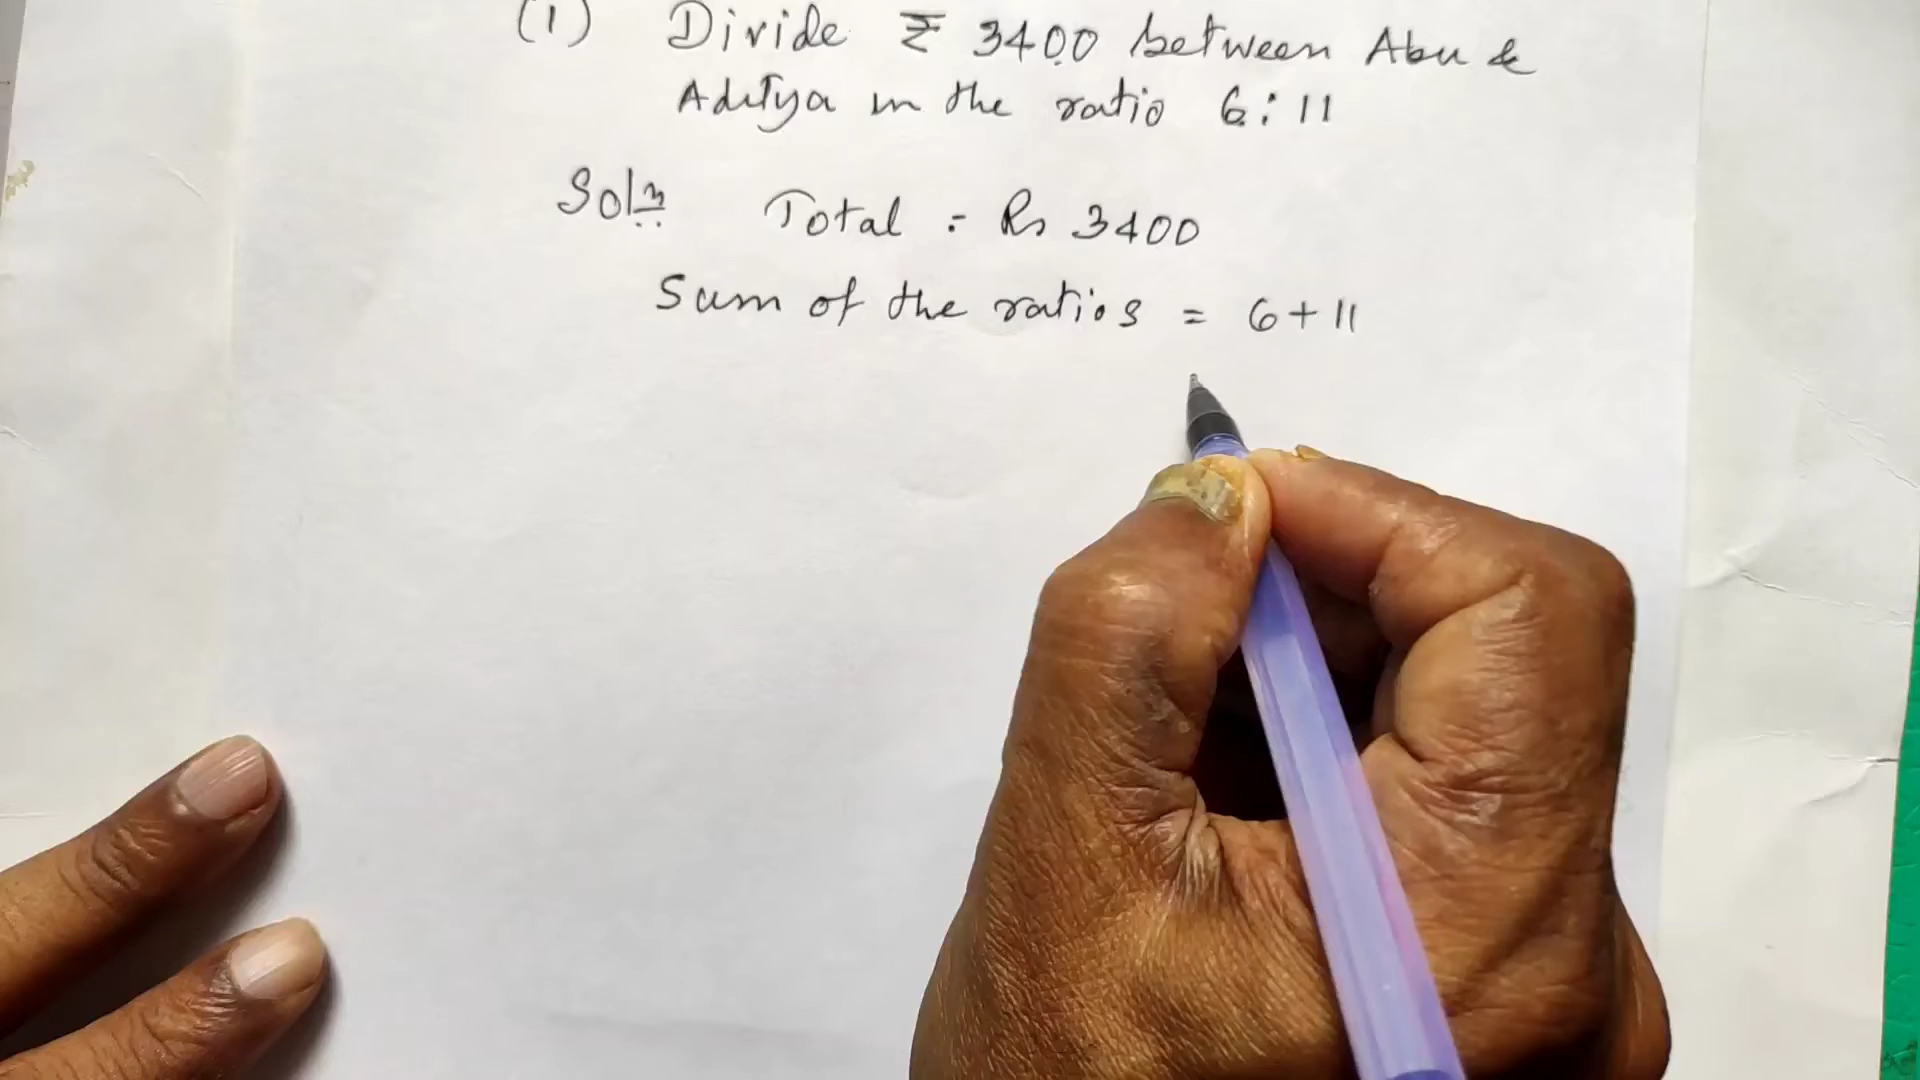 (1) Divide ₹ 3400 between Abu &
Aditya in the ratio 6:11
Soln Total = Rs 3400
Sum of the ratios = 6+11